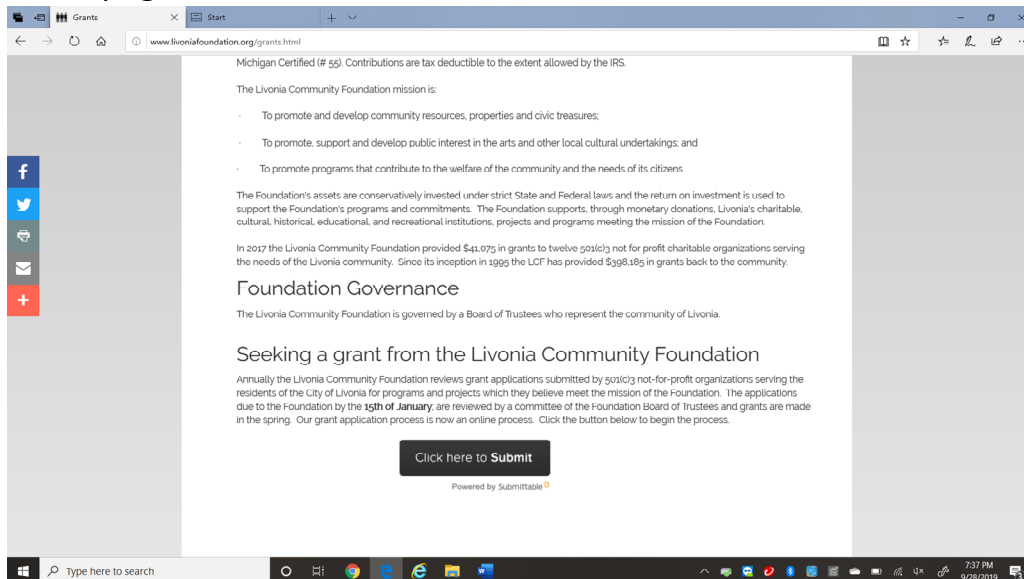 Grants
Start
www.livoniafoundation.org/grants.html
Michigan Certified (# 55). Contributions are tax deductible to the extent allowed by the IRS.
The Livonia Community Foundation mission is:
· To promote and develop community resources, properties and civic treasures;
· To promote, support and develop public interest in the arts and other local cultural undertakings; and
· To promote programs that contribute to the welfare of the community and the needs of its citizens
The Foundation's assets are conservatively invested under strict State and Federal laws and the return on investment is used to
support the Foundation's programs and commitments. The Foundation supports, through monetary donations, Livonia's charitable,
cultural, historical, educational, and recreational institutions, projects and programs meeting the mission of the Foundation.
In 2017 the Livonia Community Foundation provided $41,075 in grants to twelve 501(c)3 not for profit charitable organizations serving
the needs of the Livonia community. Since its inception in 1995 the LCF has provided $398,185 in grants back to the community.
Foundation Governance
The Livonia Community Foundation is governed by a Board of Trustees who represent the community of Livonia.
Seeking a grant from the Livonia Community Foundation
Annually the Livonia Community Foundation reviews grant applications submitted by 501(c)3 not-for-profit organizations serving the
residents of the City of Livonia for programs and projects which they believe meet the mission of the Foundation. The applications
due to the Foundation by the 15th of January, are reviewed by a committee of the Foundation Board of Trustees and grants are made
in the spring. Our grant application process is now an online process. Click the button below to begin the process.
Click here to Submit
Powered by Submittable
Type here to search
7:37 PM
9/28/2019